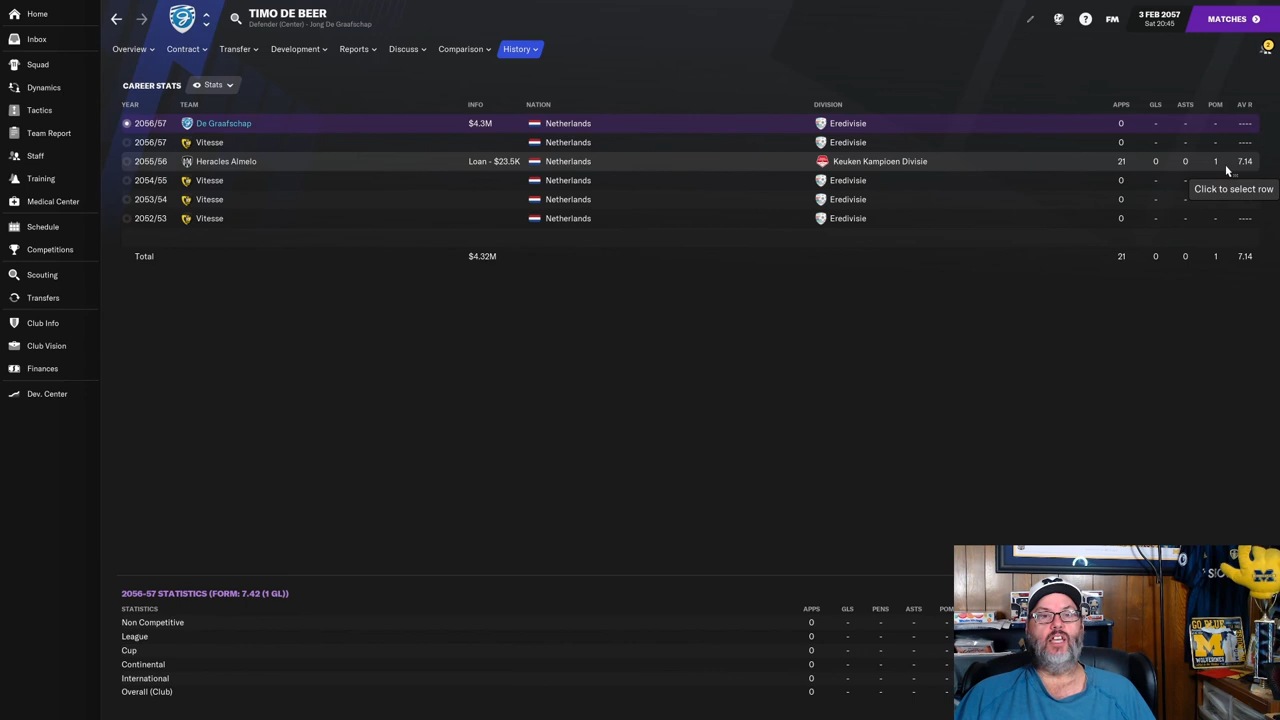 Home
TIMO DE BEER
Defender (Center) - Jong De Graafschap
FM
3 FEB 2057
Sat 20:45
MATCHES
Inbox
Overview
Contract
Transfer
Development
Reports
Discuss
Comparison
History
2
Squad
Dynamics
CAREER STATS
Stats
Tactics
YEAR TEAM INFO NATION DIVISION APPS GLS ASTS POM AV R
Team Report
2056/57 De Graafschap $4.3M Netherlands Eredivisie 0 - - - ----
Staff
2056/57 Vitesse Netherlands Eredivisie 0 - - - ----
Training
2055/56 Heracles Almelo Loan - $23.5K Netherlands Keuken Kampioen Divisie 21 0 0 1 7.14
Medical Center
2054/55 Vitesse Netherlands Eredivisie 0 - -
Click to select row
Schedule
2053/54 Vitesse Netherlands Eredivisie 0 - - - ----
Competitions
2052/53 Vitesse Netherlands Eredivisie 0 - - - ----
Scouting
Total $4.32M 21 0 0 1 7.14
Transfers
Club Info
Club Vision
Finances
Dev. Center
2056-57 STATISTICS (FORM: 7.42 (1 GL))
STATISTICS APPS GLS PENS ASTS POM
Non Competitive 0 - - - -
League 0 - - - -
Cup 0 - - - -
Continental 0 - - - -
International 0 - - - -
Overall (Club) 0 - - - -
GO BLUE
M
WOLVERINES
M